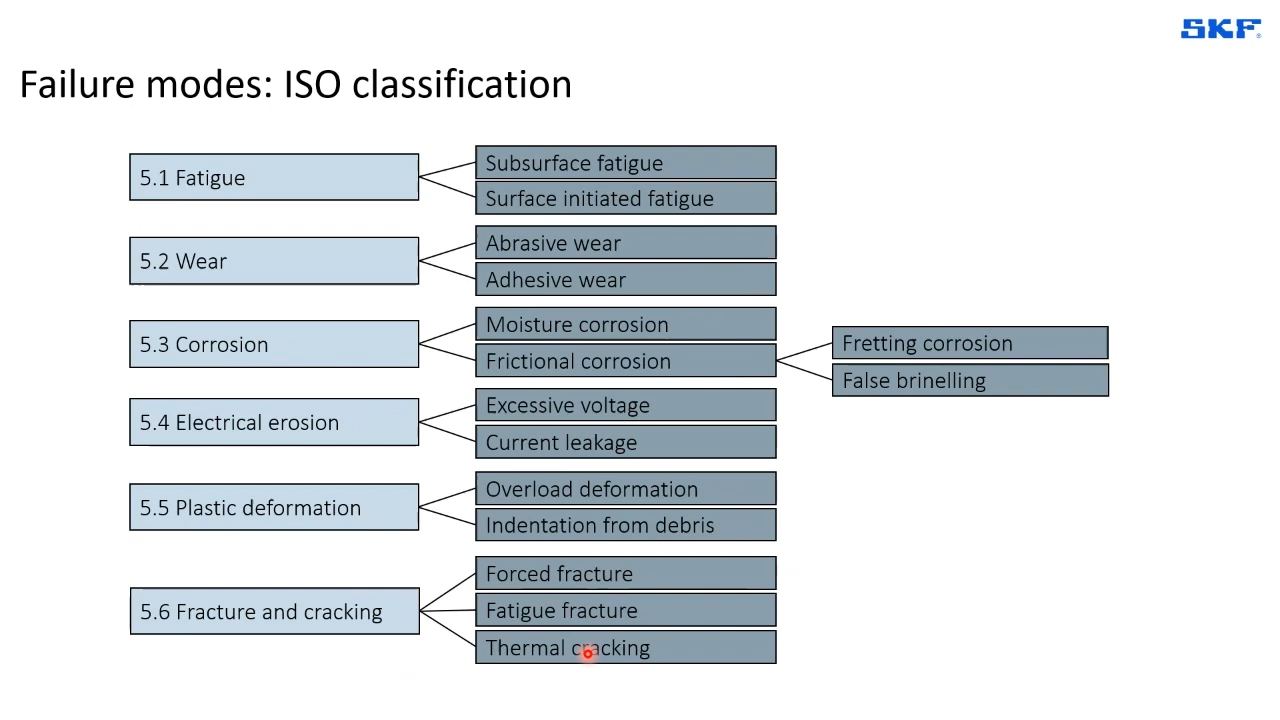 SKF
Failure modes: ISO classification
5.1 Fatigue
Subsurface fatigue
Surface initiated fatigue
5.2 Wear
Abrasive wear
Adhesive wear
5.3 Corrosion
Moisture corrosion
Frictional corrosion
Fretting corrosion
False brinelling
5.4 Electrical erosion
Excessive voltage
Current leakage
5.5 Plastic deformation
Overload deformation
Indentation from debris
5.6 Fracture and cracking
Forced fracture
Fatigue fracture
Thermal cracking